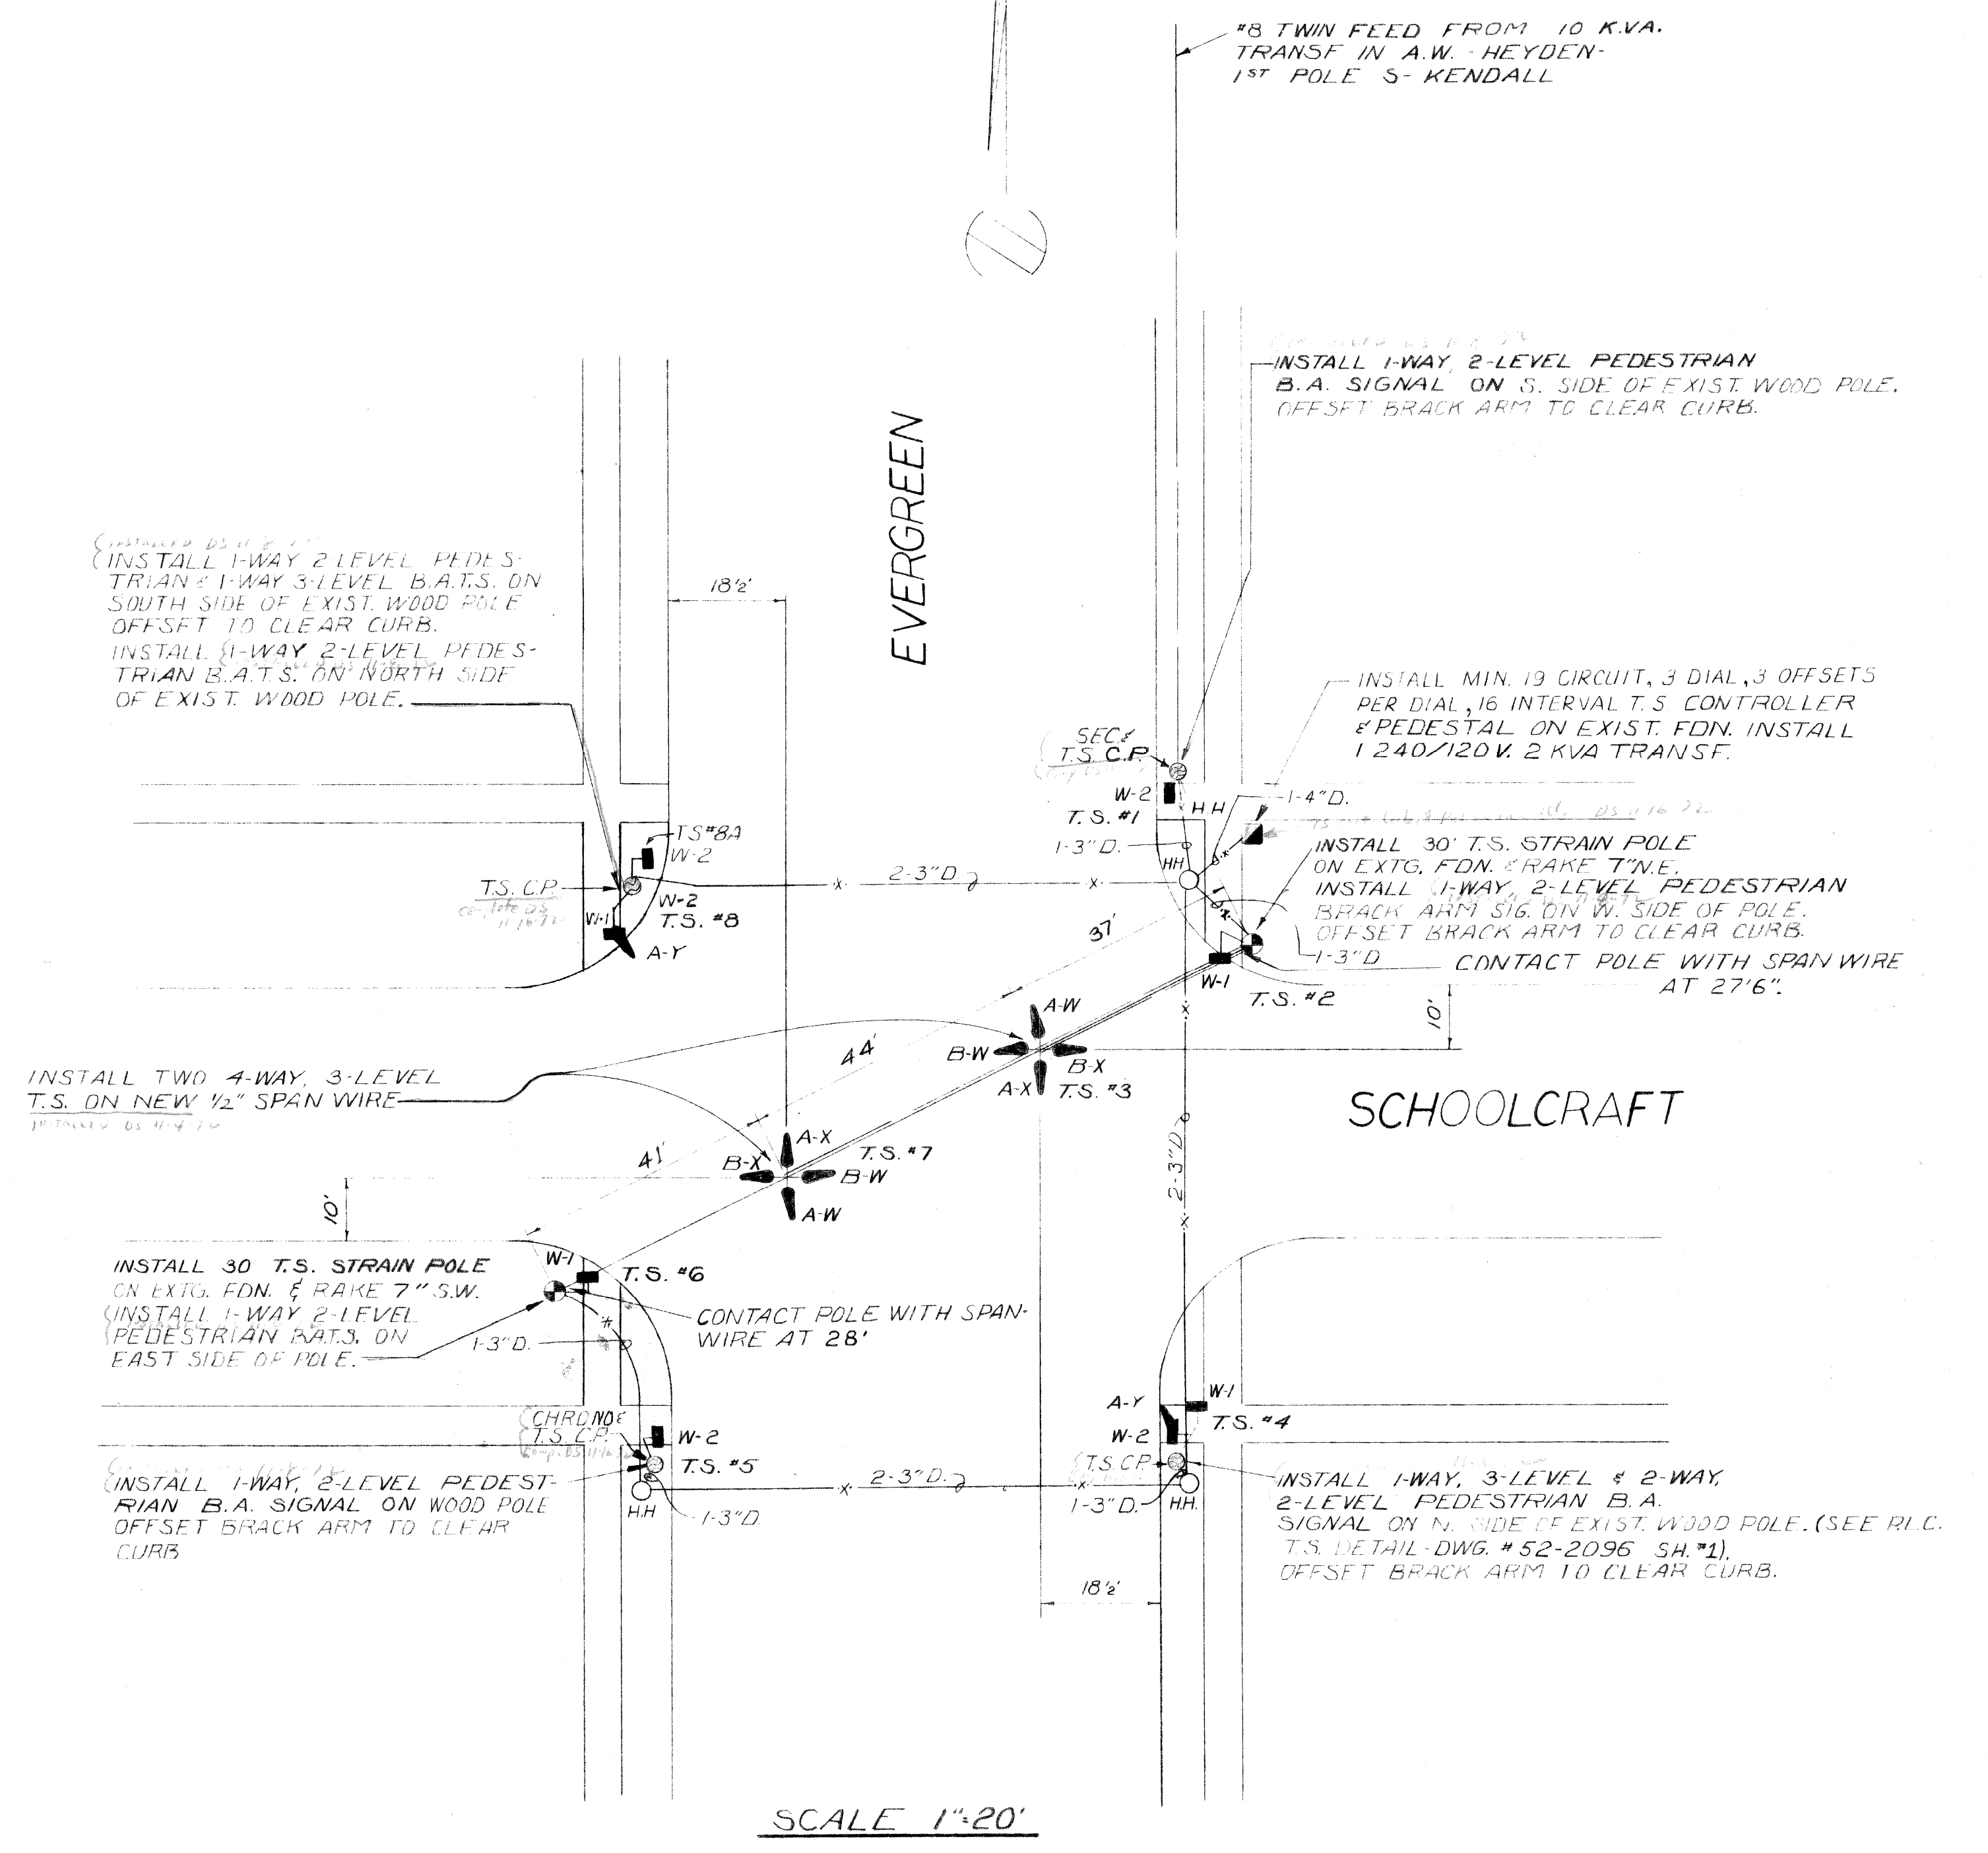 #8 TWIN FEED FROM 10 K.VA.
TRANSF IN A.W. - HEYDEN-
1ST POLE S- KENDALL
INSTALL 1-WAY, 2-LEVEL PEDESTRIAN
B.A. SIGNAL ON S. SIDE OF EXIST. WOOD POLE.
OFFSET BRACK ARM TO CLEAR CURB.
EVERGREEN
INSTALL 1-WAY 2-LEVEL PEDES-
TRIAN & 1-WAY 3-LEVEL B.A.T.S. ON
SOUTH SIDE OF EXIST. WOOD POLE
OFFSET TO CLEAR CURB.
INSTALL 1-WAY 2-LEVEL PEDES-
TRIAN B.A.T.S. ON NORTH SIDE
OF EXIST. WOOD POLE.
18'2'
INSTALL MIN. 19 CIRCUIT, 3 DIAL, 3 OFFSETS
PER DIAL, 16 INTERVAL T.S. CONTROLLER
& PEDESTAL ON EXIST. FDN. INSTALL
1 240/120V. 2 KVA TRANSF.
SEC. &
T.S. C.P.
W-2
T.S. #1
H.H
1-4"D.
1-3"D.
HH
DS 11 16 72
INSTALL 30' T.S. STRAIN POLE
ON EXTG. FDN. & RAKE 7" N.E.
INSTALL 1-WAY, 2-LEVEL PEDESTRIAN
BRACK ARM SIG. ON W. SIDE OF POLE.
OFFSET BRACK ARM TO CLEAR CURB.
1-3"D
CONTACT POLE WITH SPAN WIRE
AT 27'6".
TS#8A
W-2
T.S. C.P.
W-2
W-1
T.S. #8
A-Y
2-3"D.
37'
W-1
T.S. #2
10'
A-W
B-W
B-X
A-X
T.S. #3
44'
INSTALL TWO 4-WAY, 3-LEVEL
T.S. ON NEW 1/2" SPAN WIRE
SCHOOLCRAFT
2-3"D.
41'
A-X
T.S. #7
B-X
B-W
A-W
10'
INSTALL 30 T.S. STRAIN POLE
ON EXTG. FDN. & RAKE 7" S.W.
INSTALL 1-WAY 2-LEVEL
PEDESTRIAN B.A.T.S. ON
EAST SIDE OF POLE.
W-1
T.S. #6
CONTACT POLE WITH SPAN-
WIRE AT 28'
1-3"D.
CHRONO &
T.S. C.P.
W-2
T.S. #5
INSTALL 1-WAY, 2-LEVEL PEDEST-
RIAN B.A. SIGNAL ON WOOD POLE
OFFSET BRACK ARM TO CLEAR
CURB
H.H
1-3"D.
2-3"D.
A-Y
W-1
T.S. #4
W-2
T.S. C.P.
1-3"D.
H.H.
INSTALL 1-WAY, 3-LEVEL & 2-WAY,
2-LEVEL PEDESTRIAN B.A.
SIGNAL ON N. SIDE OF EXIST. WOOD POLE. (SEE P.L.C.
T.S. DETAIL-DWG. #52-2096 SH. #1).
OFFSET BRACK ARM TO CLEAR CURB.
18'2'
SCALE 1"=20'